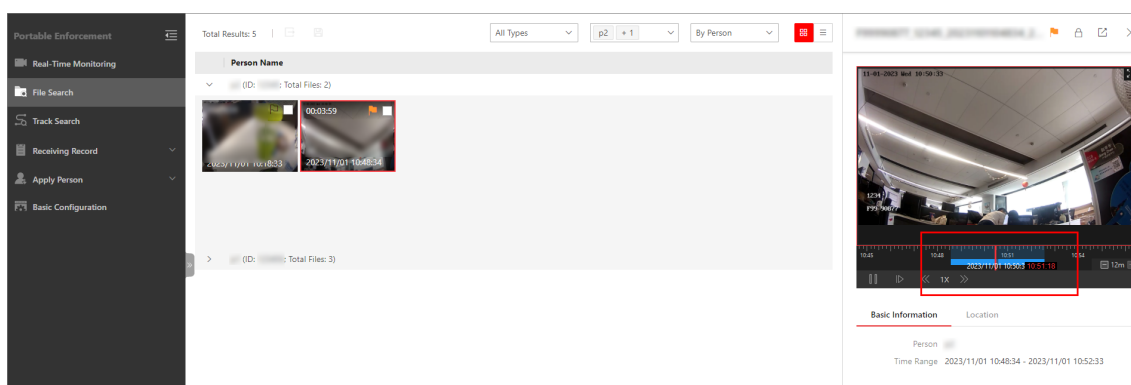 Portable Enforcement
Real-Time Monitoring
File Search
Track Search
Receiving Record
Apply Person
Basic Configuration
Total Results: 5
All Types
p2 + 1
By Person
Person Name
(ID: : Total Files: 2)
2023/11/01 10:18:33
00:03:59
2023/11/01 10:48:34
(ID: : Total Files: 3)
11-01-2023 Wed 10:50:33
1234
F99-90077
10:45
10:48
10:51
10:54
2023/11/01 10:50:3
10:51:18
12m
1X
Basic Information
Location
Person
Time Range 2023/11/01 10:48:34 - 2023/11/01 10:52:33